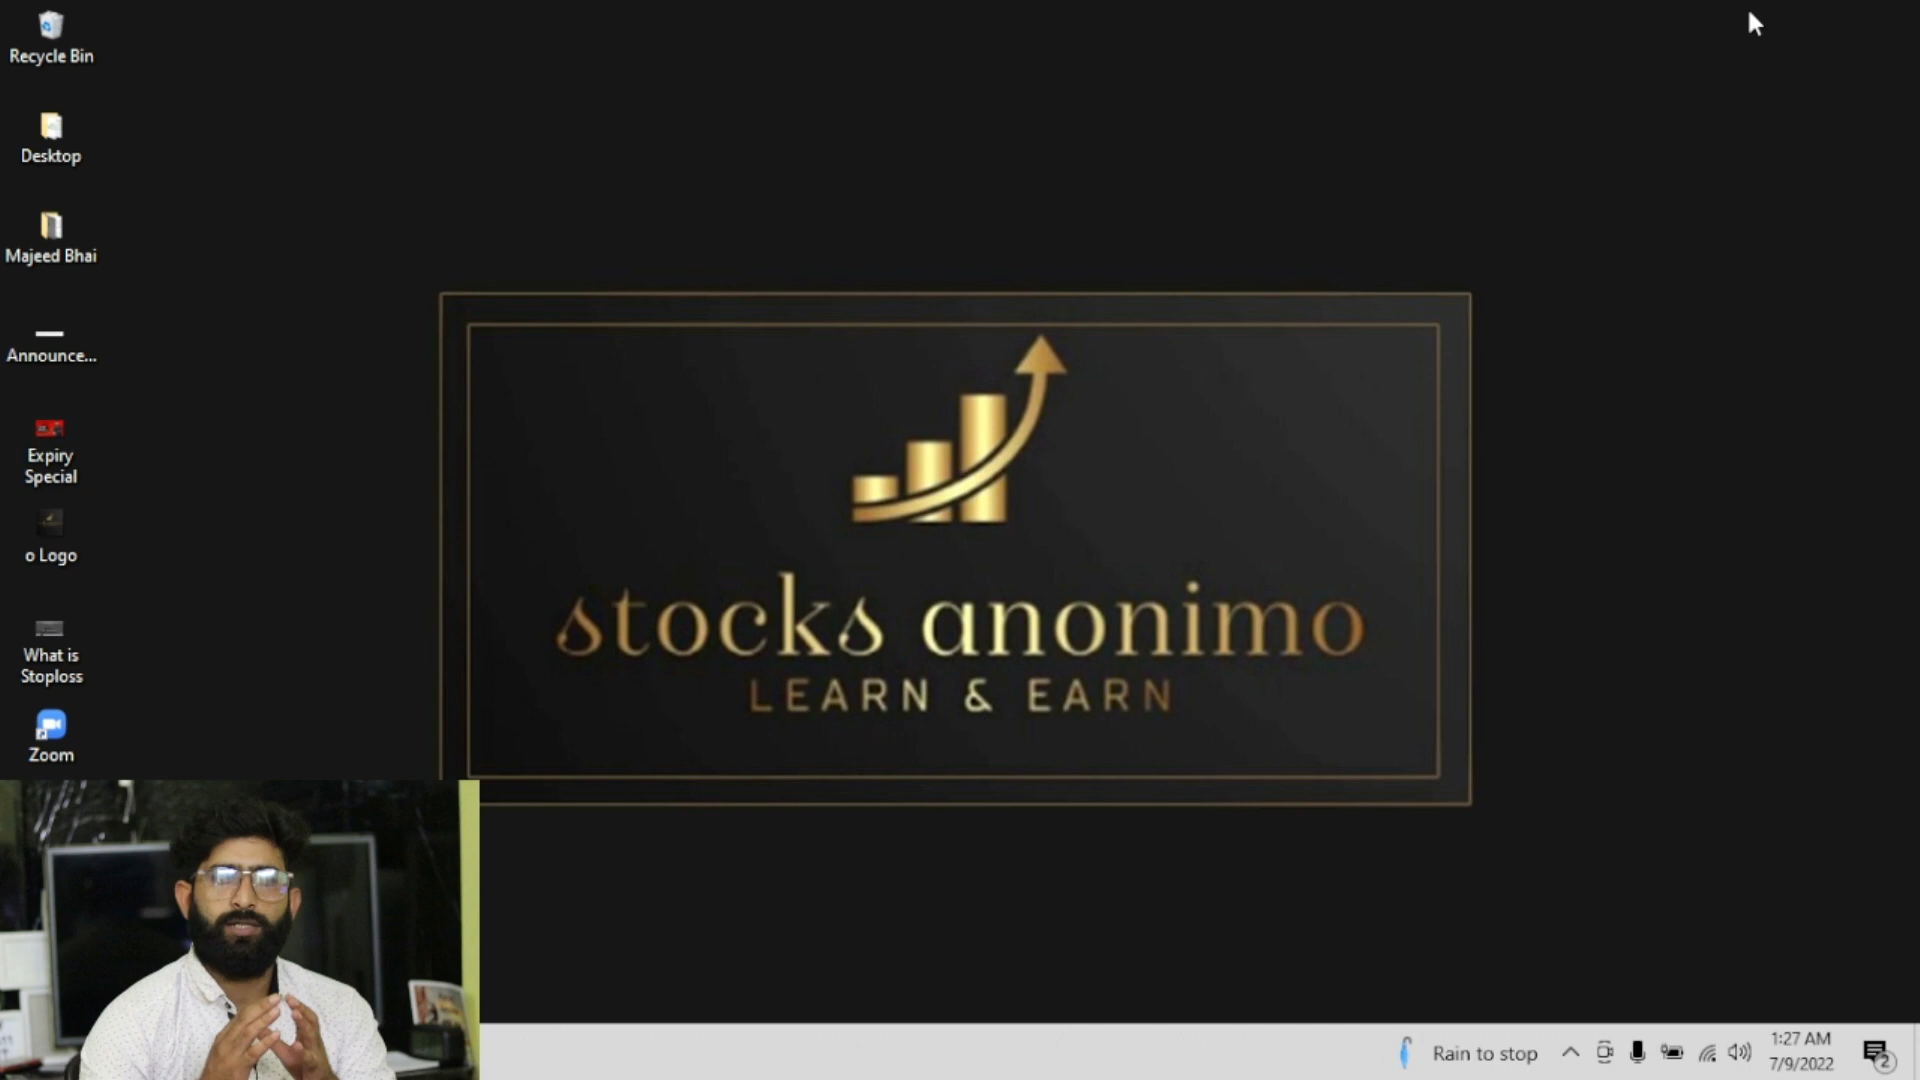 Recycle Bin
Desktop
Majeed Bhai
Announce...
Expiry
Special
o Logo
What is
Stoploss
Zoom
stocks anonimo
LEARN & EARN
Rain to stop
1:27 AM
7/9/2022
2